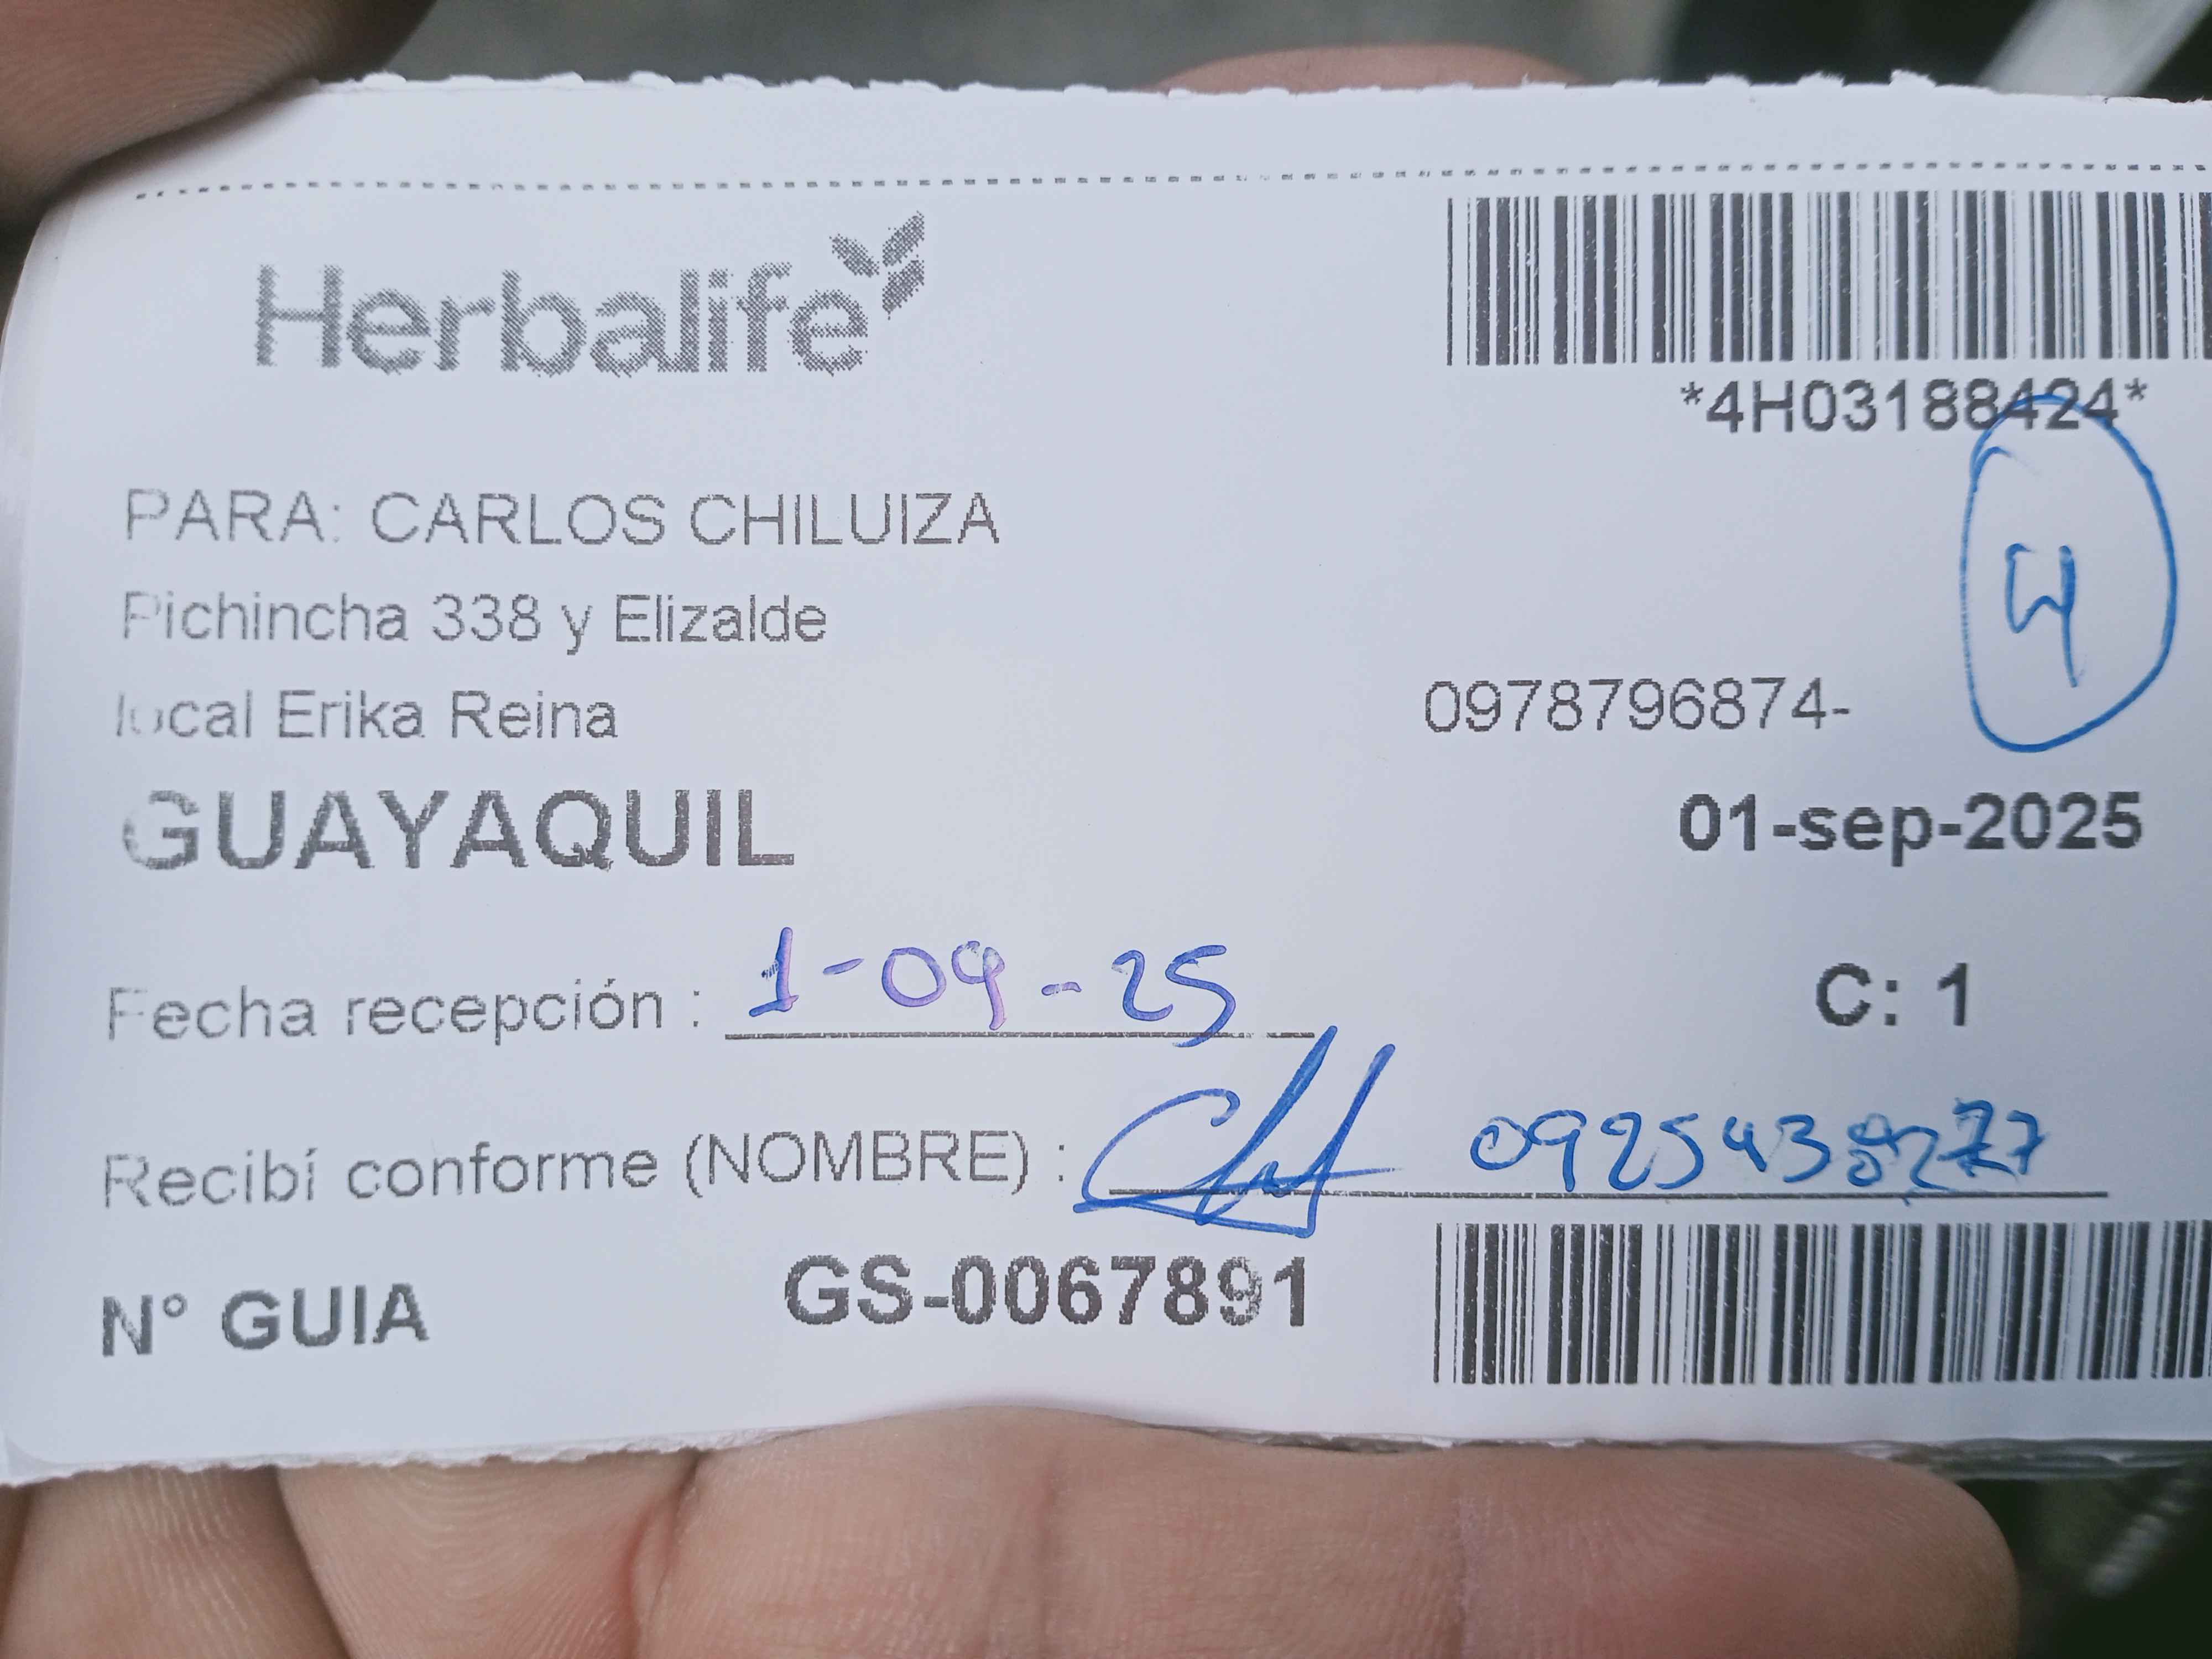 Herbalife
*4H03188424*
4
PARA: CARLOS CHILUIZA
Pichincha 338 y Elizalde
local Erika Reina
0978796874-
GUAYAQUIL
01-sep-2025
Fecha recepción : 1-09-25
C: 1
Recibí conforme (NOMBRE) :
N° GUIA GS-0067891